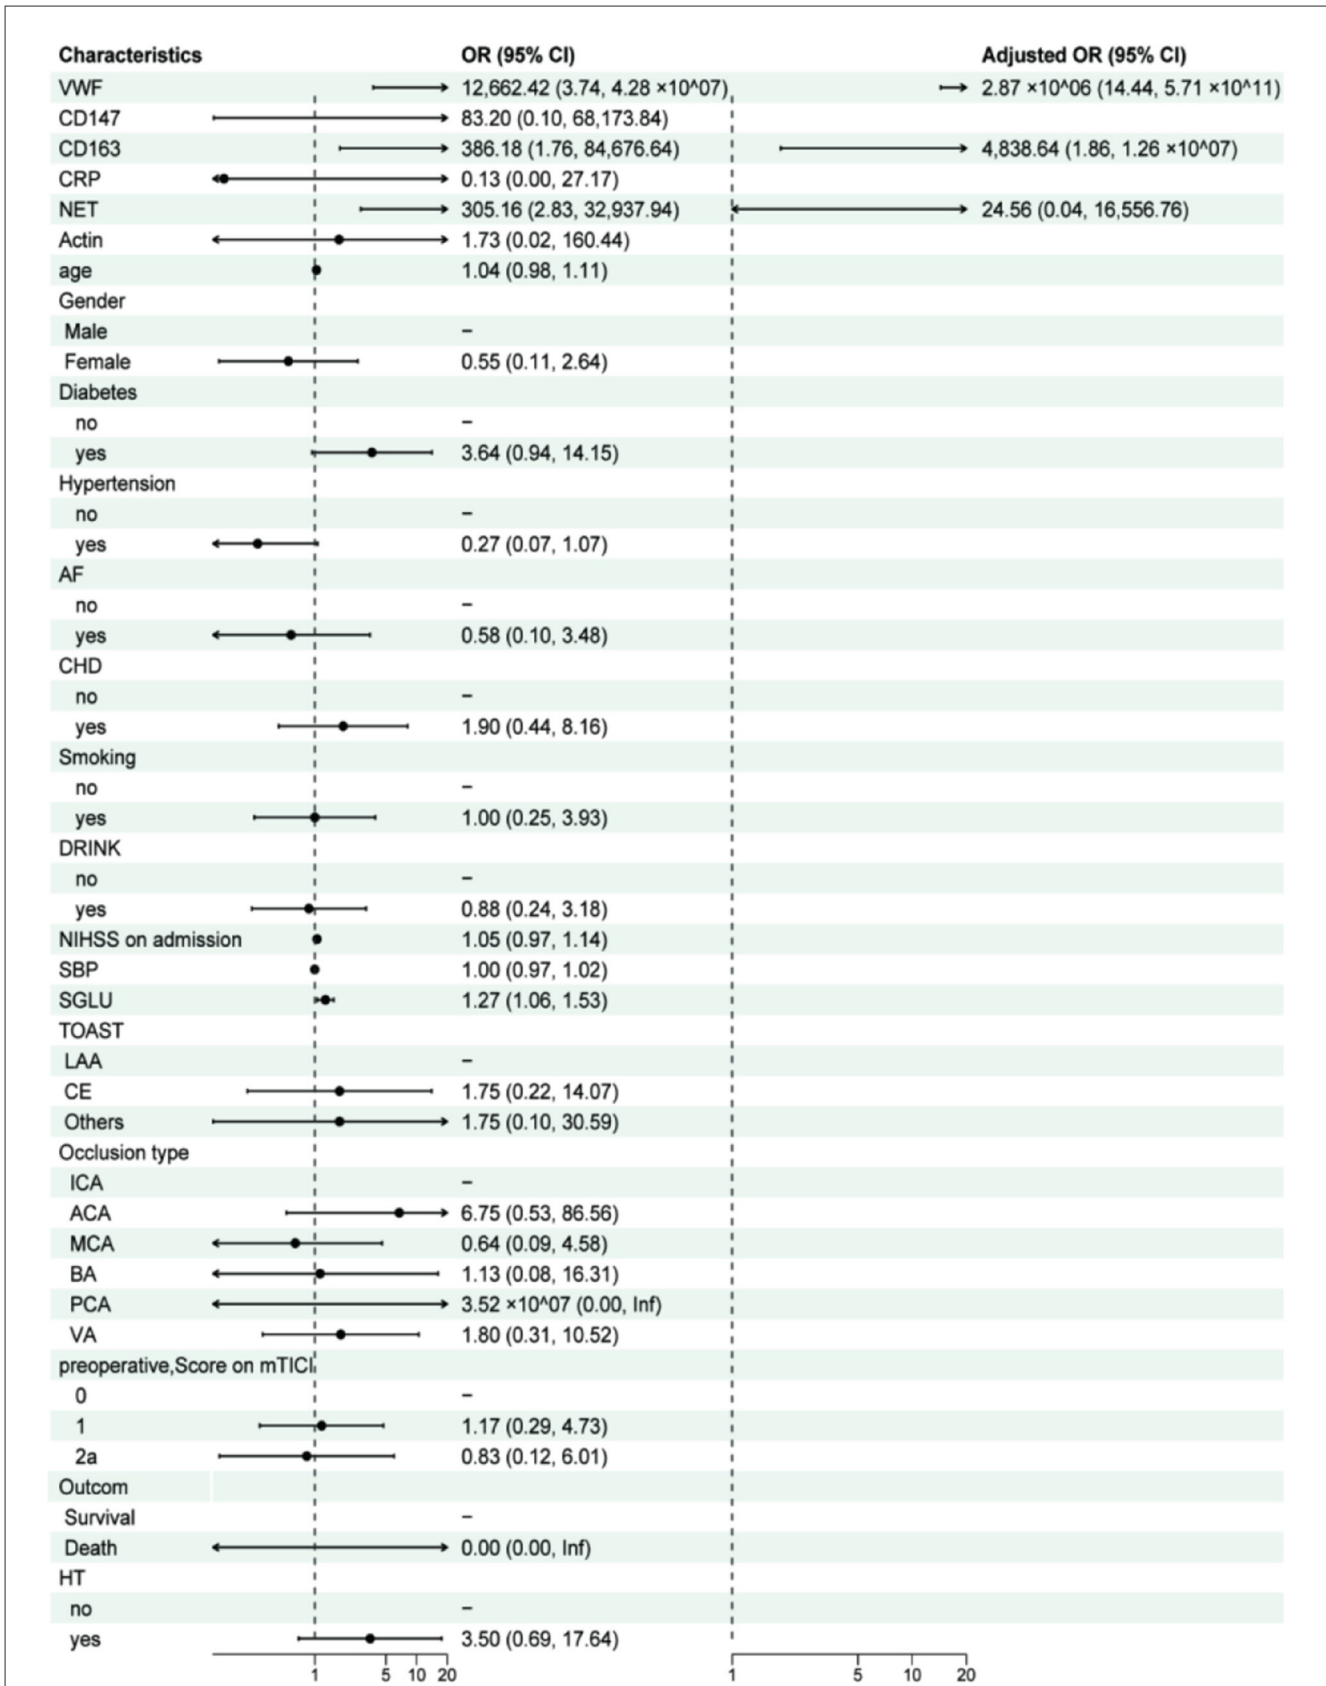 Characteristics OR (95% CI) Adjusted OR (95% CI)
VWF 12,662.42 (3.74, 4.28 ×10^07) 2.87 ×10^06 (14.44, 5.71 ×10^11)
CD147 83.20 (0.10, 68,173.84)
CD163 386.18 (1.76, 84,676.64) 4,838.64 (1.86, 1.26 ×10^07)
CRP 0.13 (0.00, 27.17)
NET 305.16 (2.83, 32,937.94) 24.56 (0.04, 16,556.76)
Actin 1.73 (0.02, 160.44)
age 1.04 (0.98, 1.11)
Gender
Male –
Female 0.55 (0.11, 2.64)
Diabetes
no –
yes 3.64 (0.94, 14.15)
Hypertension
no –
yes 0.27 (0.07, 1.07)
AF
no –
yes 0.58 (0.10, 3.48)
CHD
no –
yes 1.90 (0.44, 8.16)
Smoking
no –
yes 1.00 (0.25, 3.93)
DRINK
no –
yes 0.88 (0.24, 3.18)
NIHSS on admission 1.05 (0.97, 1.14)
SBP 1.00 (0.97, 1.02)
SGLU 1.27 (1.06, 1.53)
TOAST
LAA –
CE 1.75 (0.22, 14.07)
Others 1.75 (0.10, 30.59)
Occlusion type
ICA –
ACA 6.75 (0.53, 86.56)
MCA 0.64 (0.09, 4.58)
BA 1.13 (0.08, 16.31)
PCA 3.52 ×10^07 (0.00, Inf)
VA 1.80 (0.31, 10.52)
preoperative,Score on mTICI
0 –
1 1.17 (0.29, 4.73)
2a 0.83 (0.12, 6.01)
Outcom
Survival –
Death 0.00 (0.00, Inf)
HT
no –
yes 3.50 (0.69, 17.64)
1 5 10 20 1 5 10 20